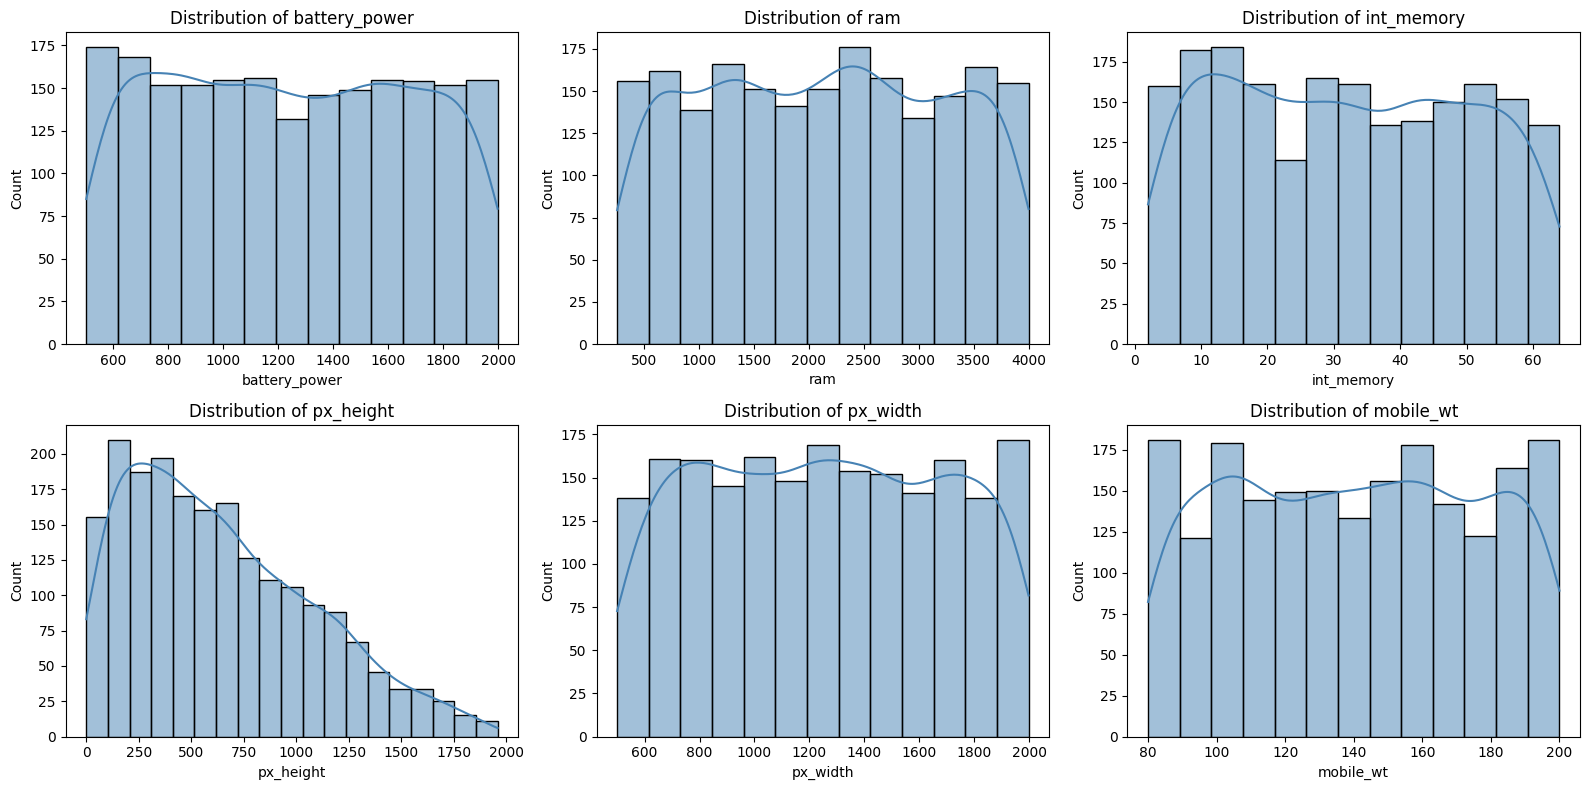 Distribution of battery_power
175
150
125
100
75
50
25
0
Count
600 800 1000 1200 1400 1600 1800 2000
battery_power
Distribution of ram
175
150
125
100
75
50
25
0
Count
500 1000 1500 2000 2500 3000 3500 4000
ram
Distribution of int_memory
175
150
125
100
75
50
25
0
Count
0 10 20 30 40 50 60
int_memory
Distribution of px_height
200
175
150
125
100
75
50
25
0
Count
0 250 500 750 1000 1250 1500 1750 2000
px_height
Distribution of px_width
175
150
125
100
75
50
25
0
Count
600 800 1000 1200 1400 1600 1800 2000
px_width
Distribution of mobile_wt
175
150
125
100
75
50
25
0
Count
80 100 120 140 160 180 200
mobile_wt